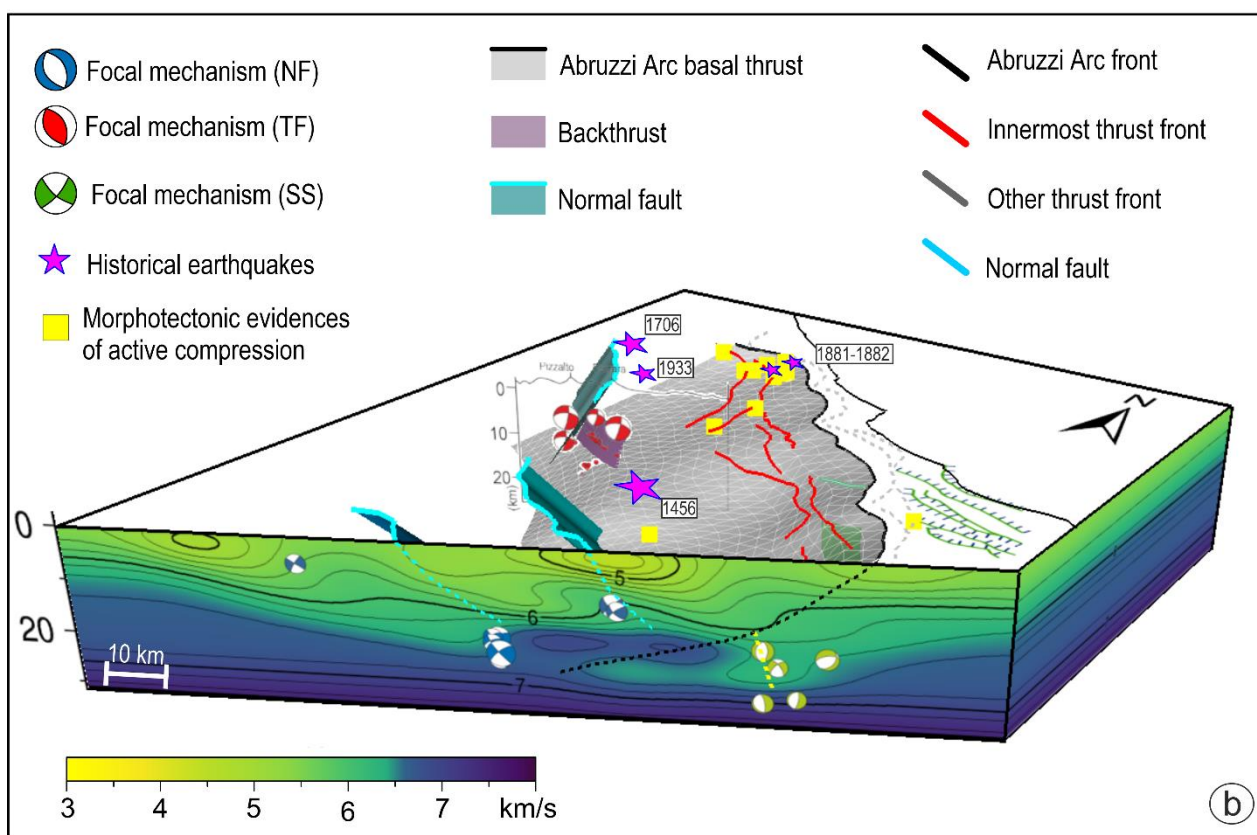 Focal mechanism (NF)
Focal mechanism (TF)
Focal mechanism (SS)
Historical earthquakes
Morphotectonic evidences
of active compression
Abruzzi Arc basal thrust
Backthrust
Normal fault
Abruzzi Arc front
Innermost thrust front
Other thrust front
Normal fault
1706
1933
1881-1882
Pizzalto
0
10
20
(km)
1456
N
0
20
10 km
5
6
7
3 4 5 6 7 km/s
b